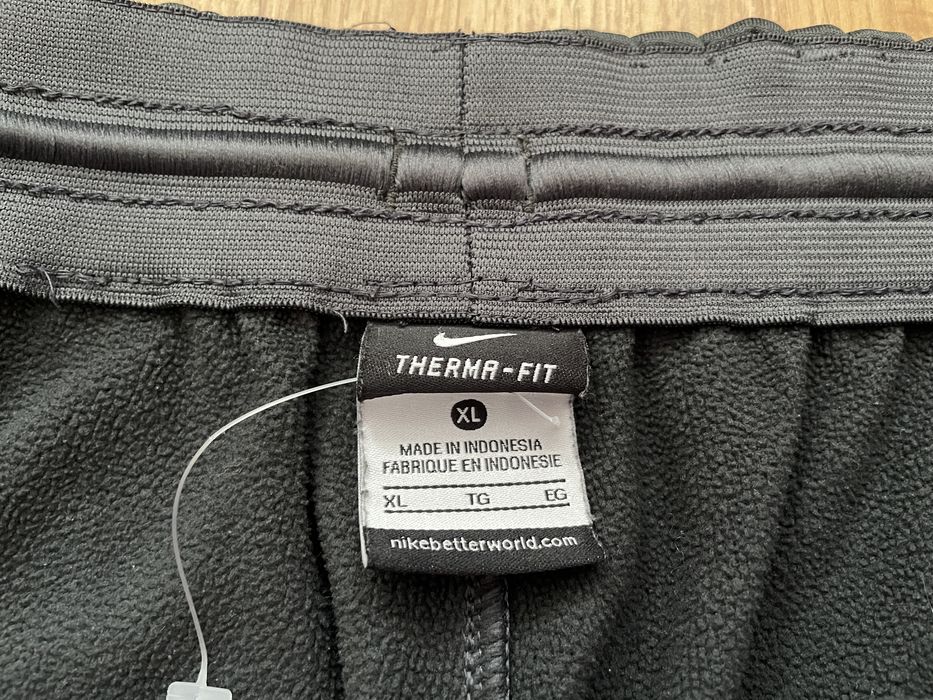 THERMA-FIT
XL
MADE IN INDONESIA
FABRIQUE EN INDONESIE
XL TG EG
nikebetterworld.com